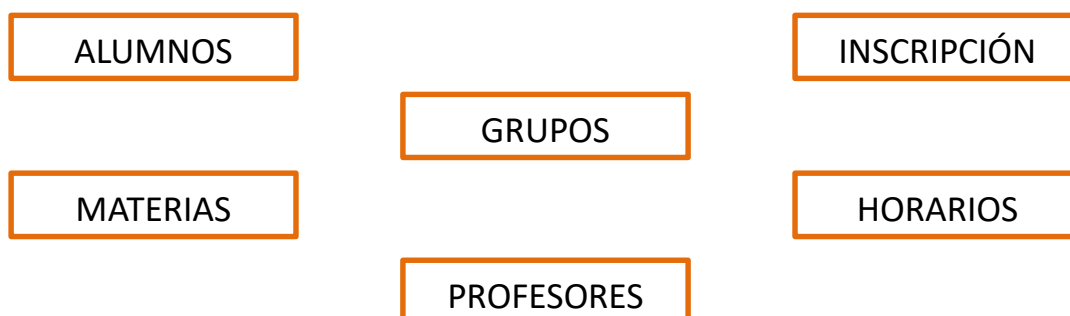 ALUMNOS
INSCRIPCIÓN
GRUPOS
MATERIAS
HORARIOS
PROFESORES